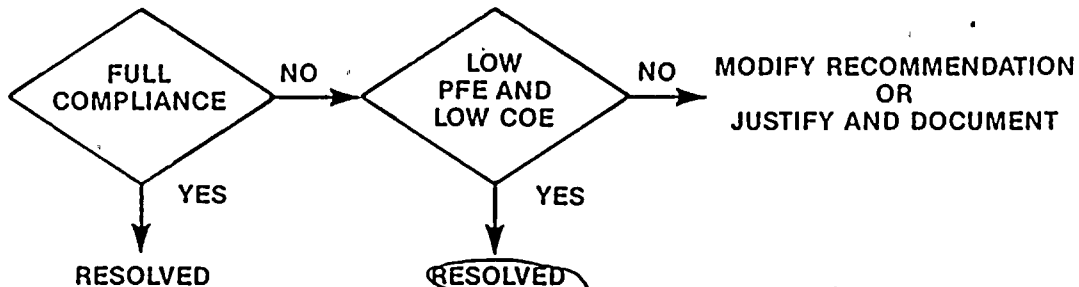 FULL
COMPLIANCE
NO
LOW
PFE AND
LOW COE
NO
MODIFY RECOMMENDATION
OR
JUSTIFY AND DOCUMENT
YES
YES
RESOLVED
RESOLVED